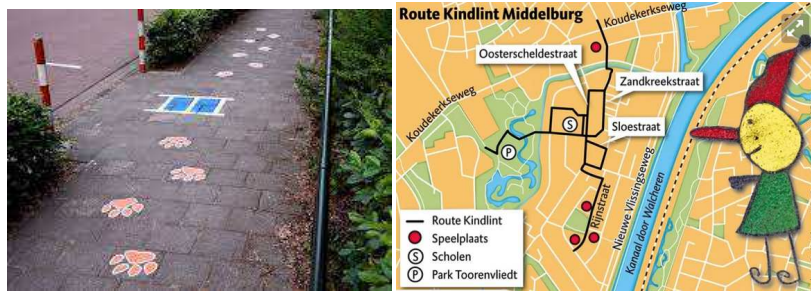 Route Kindlint Middelburg
Koudekerkseweg
Oosterscheldestraat
Zandkreekstraat
Koudekerkseweg
S
Sloestraat
P
Rijnstraat
Nieuwe Vlissingseweg
Kanaal door Walcheren
Route Kindlint
Speelplaats
S Scholen
P Park Toorenvliedt